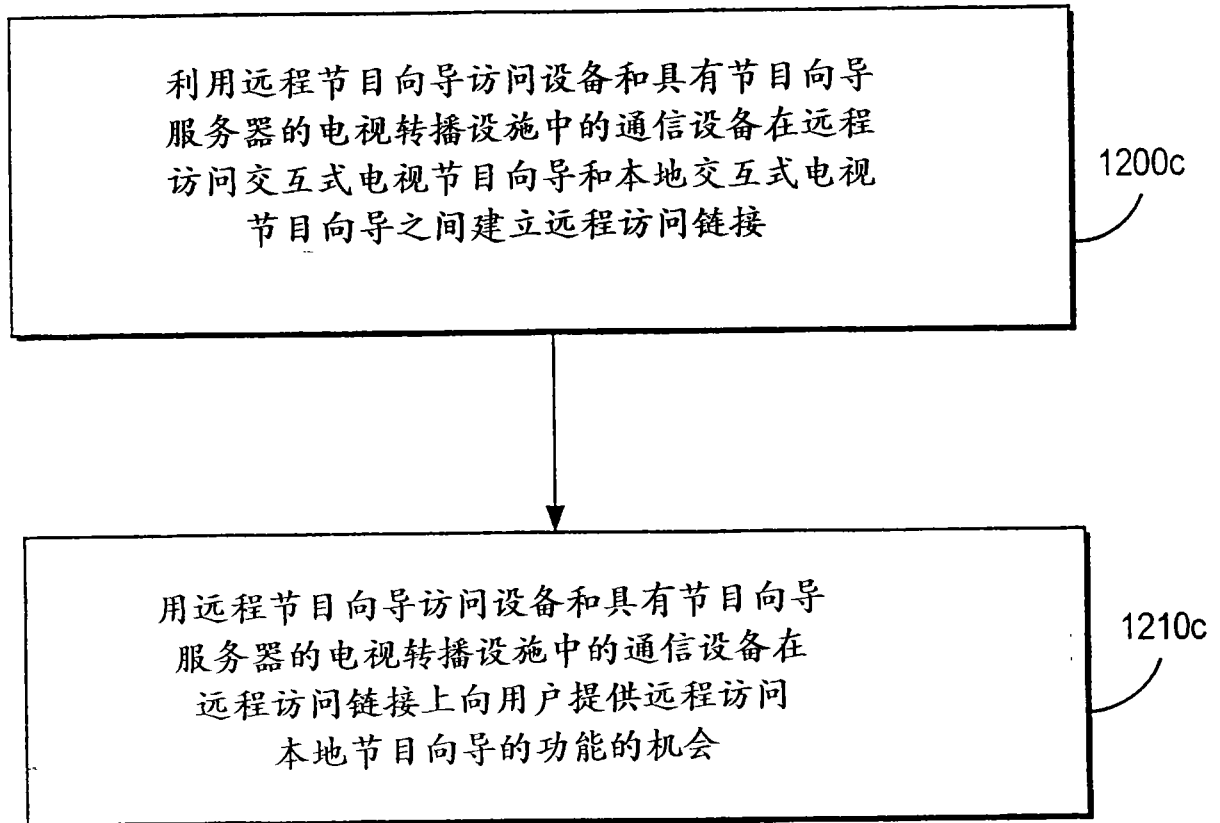 利用远程节目向导访问设备和具有节目向导
服务器的电视转播设施中的通信设备在远程
访问交互式电视节目向导和本地交互式电视
节目向导之间建立远程访问链接
1200c
用远程节目向导访问设备和具有节目向导
服务器的电视转播设施中的通信设备在
远程访问链接上向用户提供远程访问
本地节目向导的功能的机会
1210c